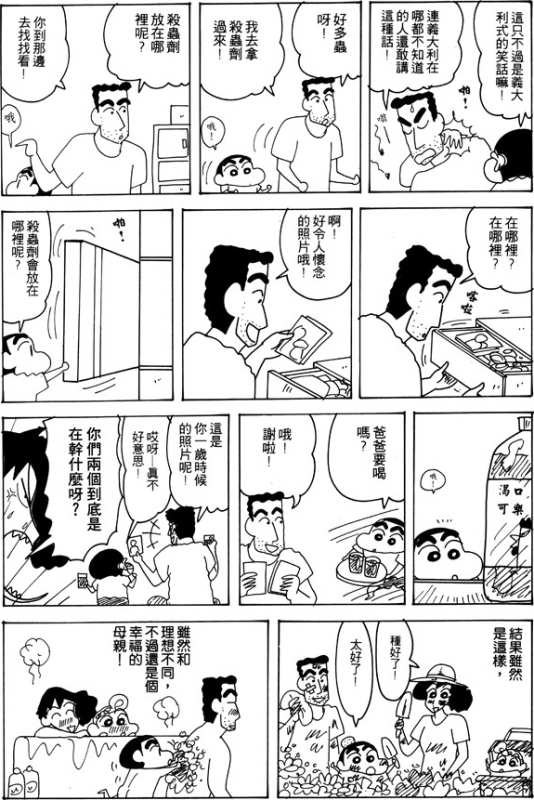 這只不過是義大
利式的笑話嘛！
啪！
連義大利在
哪都不知道
的人還敢講
這種話！
好多蟲
呀！
我去拿
殺蟲劑
過來！
哦！
殺蟲劑
放在哪
裡呢？
你到那邊
去找找看！
哦！
在哪裡？
在哪裡？
啊！
好令人懷念
的照片哦！
啪！
殺蟲劑會放在
哪裡呢？
渴口
可樂
哦！
爸爸要喝
嗎？
哦！
謝啦！
這是
你一歲時候
的照片呢！
哎呀—真不
好意思！
你們兩個到底是
在幹什麼呀？
結果雖然
是這樣，
種好了！
太好了！
雖然和
理想不同，
不過還是個
幸福的
母親！